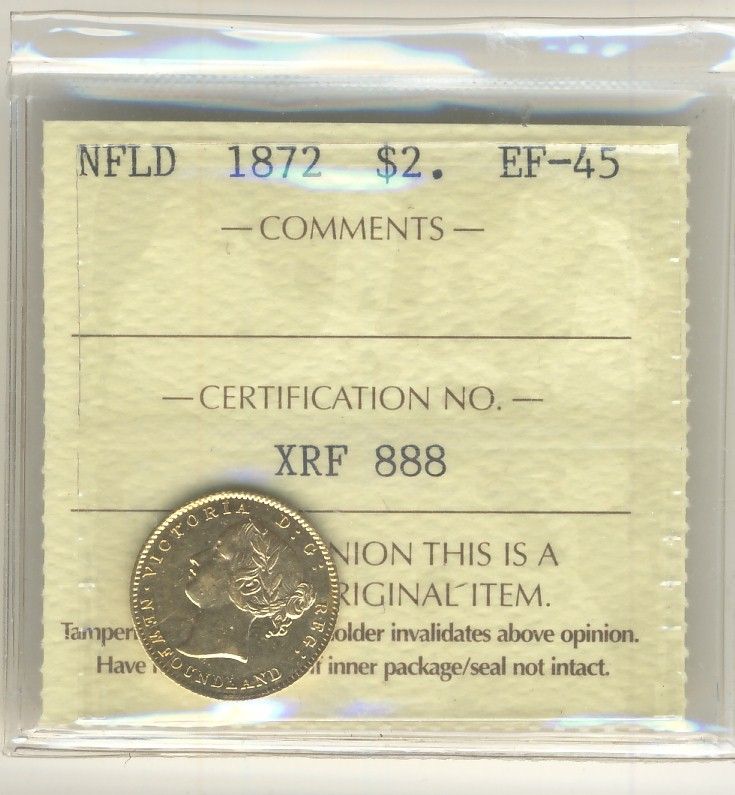 NFLD 1872 $2. EF-45
— COMMENTS —
— CERTIFICATION NO. —
XRF 888
NION THIS IS A
RIGINAL ITEM.
Tamper older invalidates above opinion.
Have if inner package/seal not intact.
VICTORIA D: G: REG:
NEWFOUNDLAND